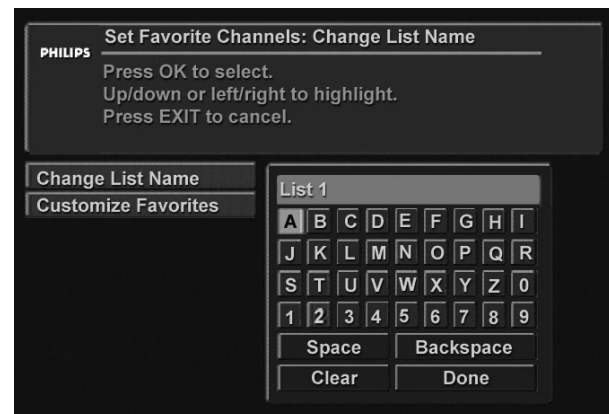 Set Favorite Channels: Change List Name
PHILIPS
Press OK to select.
Up/down or left/right to highlight.
Press EXIT to cancel.
Change List Name
Customize Favorites
List 1
A B C D E F G H I
J K L M N O P Q R
S T U V W X Y Z 0
1 2 3 4 5 6 7 8 9
Space Backspace
Clear Done